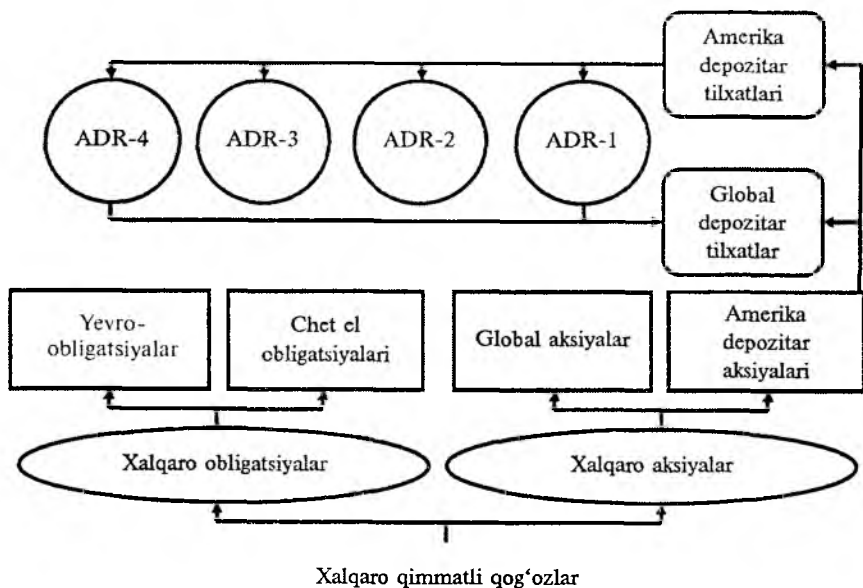 Amerika
depozitar
tilxatlari
ADR-4
ADR-3
ADR-2
ADR-1
Global
depozitar
tilxatlar
Yevro-
obligatsiyalar
Chet el
obligatsiyalari
Global aksiyalar
Amerika
depozitar
aksiyalari
Xalqaro obligatsiyalar
Xalqaro aksiyalar
Xalqaro qimmatli qog‘ozlar